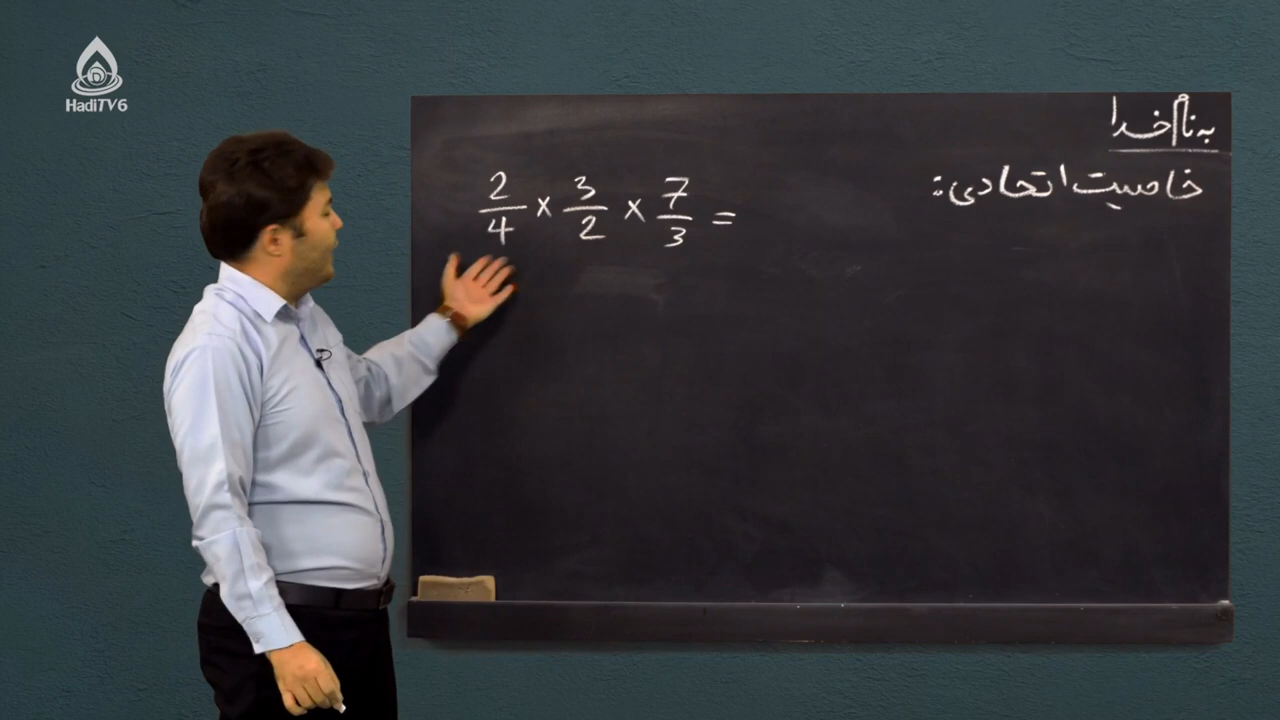 HadiTV6
به نام خدا
خاصیت اتحادی:
2/4 × 3/2 × 7/3 =